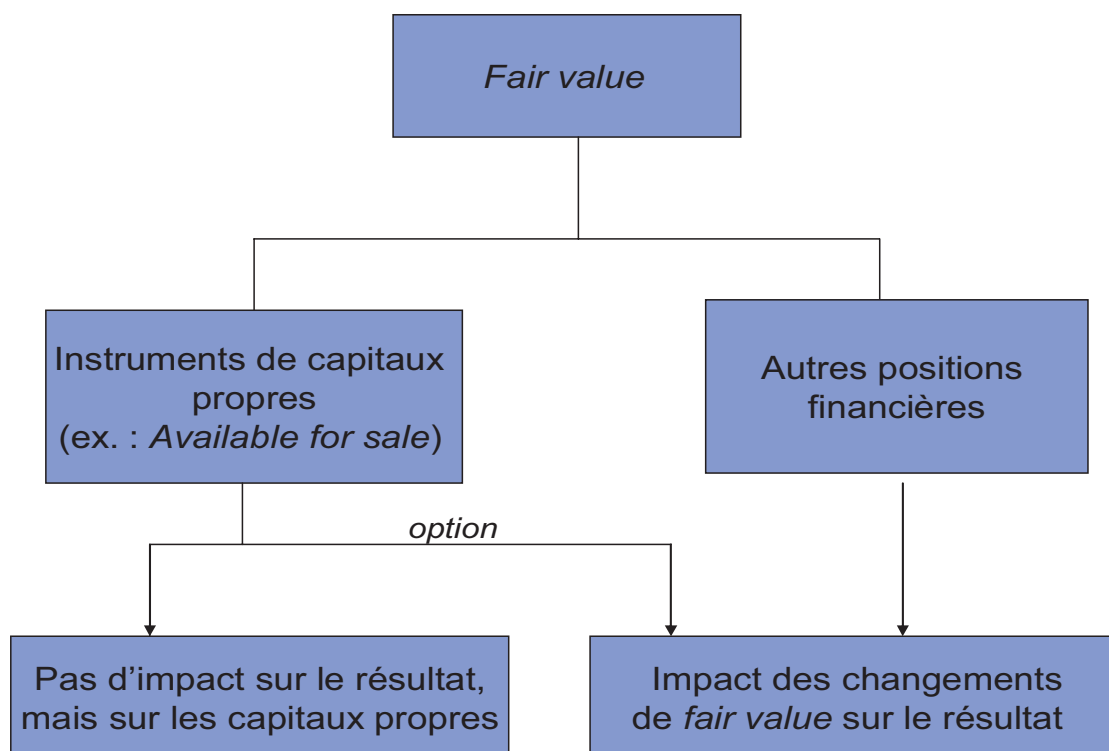 Fair value
Instruments de capitaux
propres
(ex. : Available for sale)
Autres positions
financières
option
Pas d’impact sur le résultat,
mais sur les capitaux propres
Impact des changements
de fair value sur le résultat